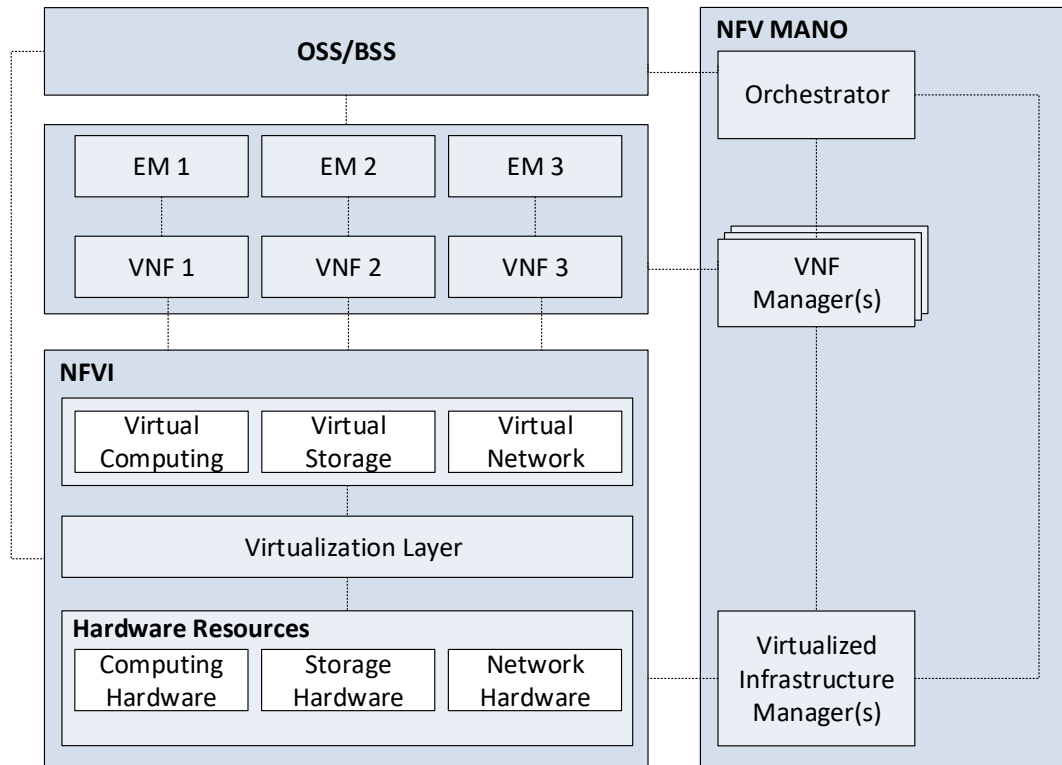 OSS/BSS
EM 1
EM 2
EM 3
VNF 1
VNF 2
VNF 3
NFVI
Virtual
Computing
Virtual
Storage
Virtual
Network
Virtualization Layer
Hardware Resources
Computing
Hardware
Storage
Hardware
Network
Hardware
NFV MANO
Orchestrator
VNF
Manager(s)
Virtualized
Infrastructure
Manager(s)